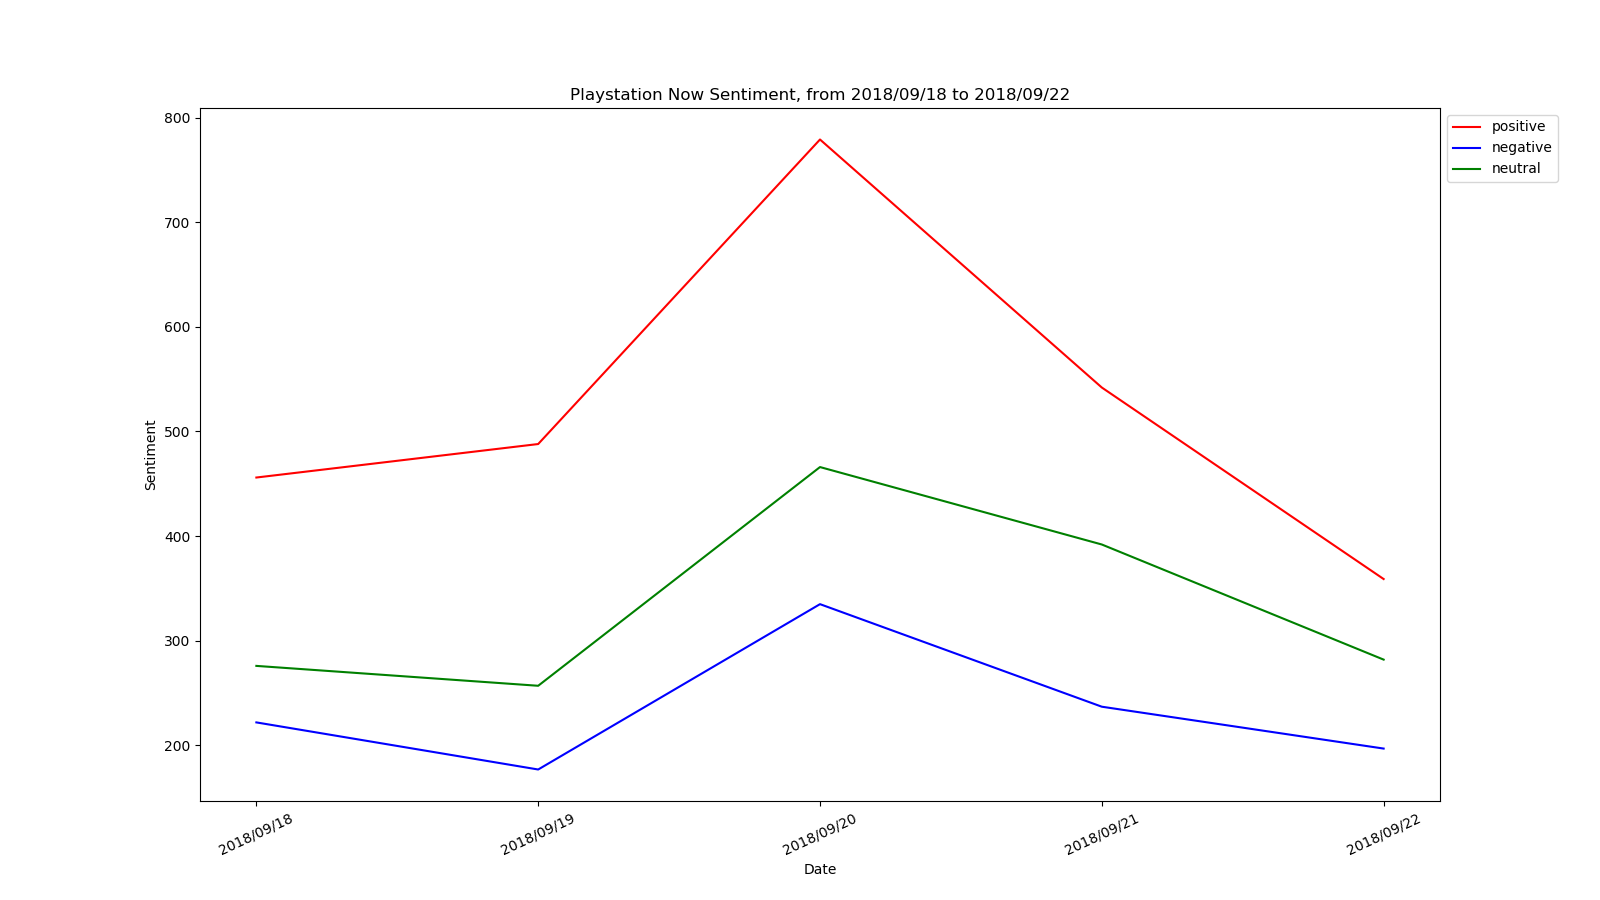 Playstation Now Sentiment, from 2018/09/18 to 2018/09/22
positive
negative
neutral
800
700
600
500
400
300
200
Sentiment
2018/09/18
2018/09/19
2018/09/20
2018/09/21
2018/09/22
Date